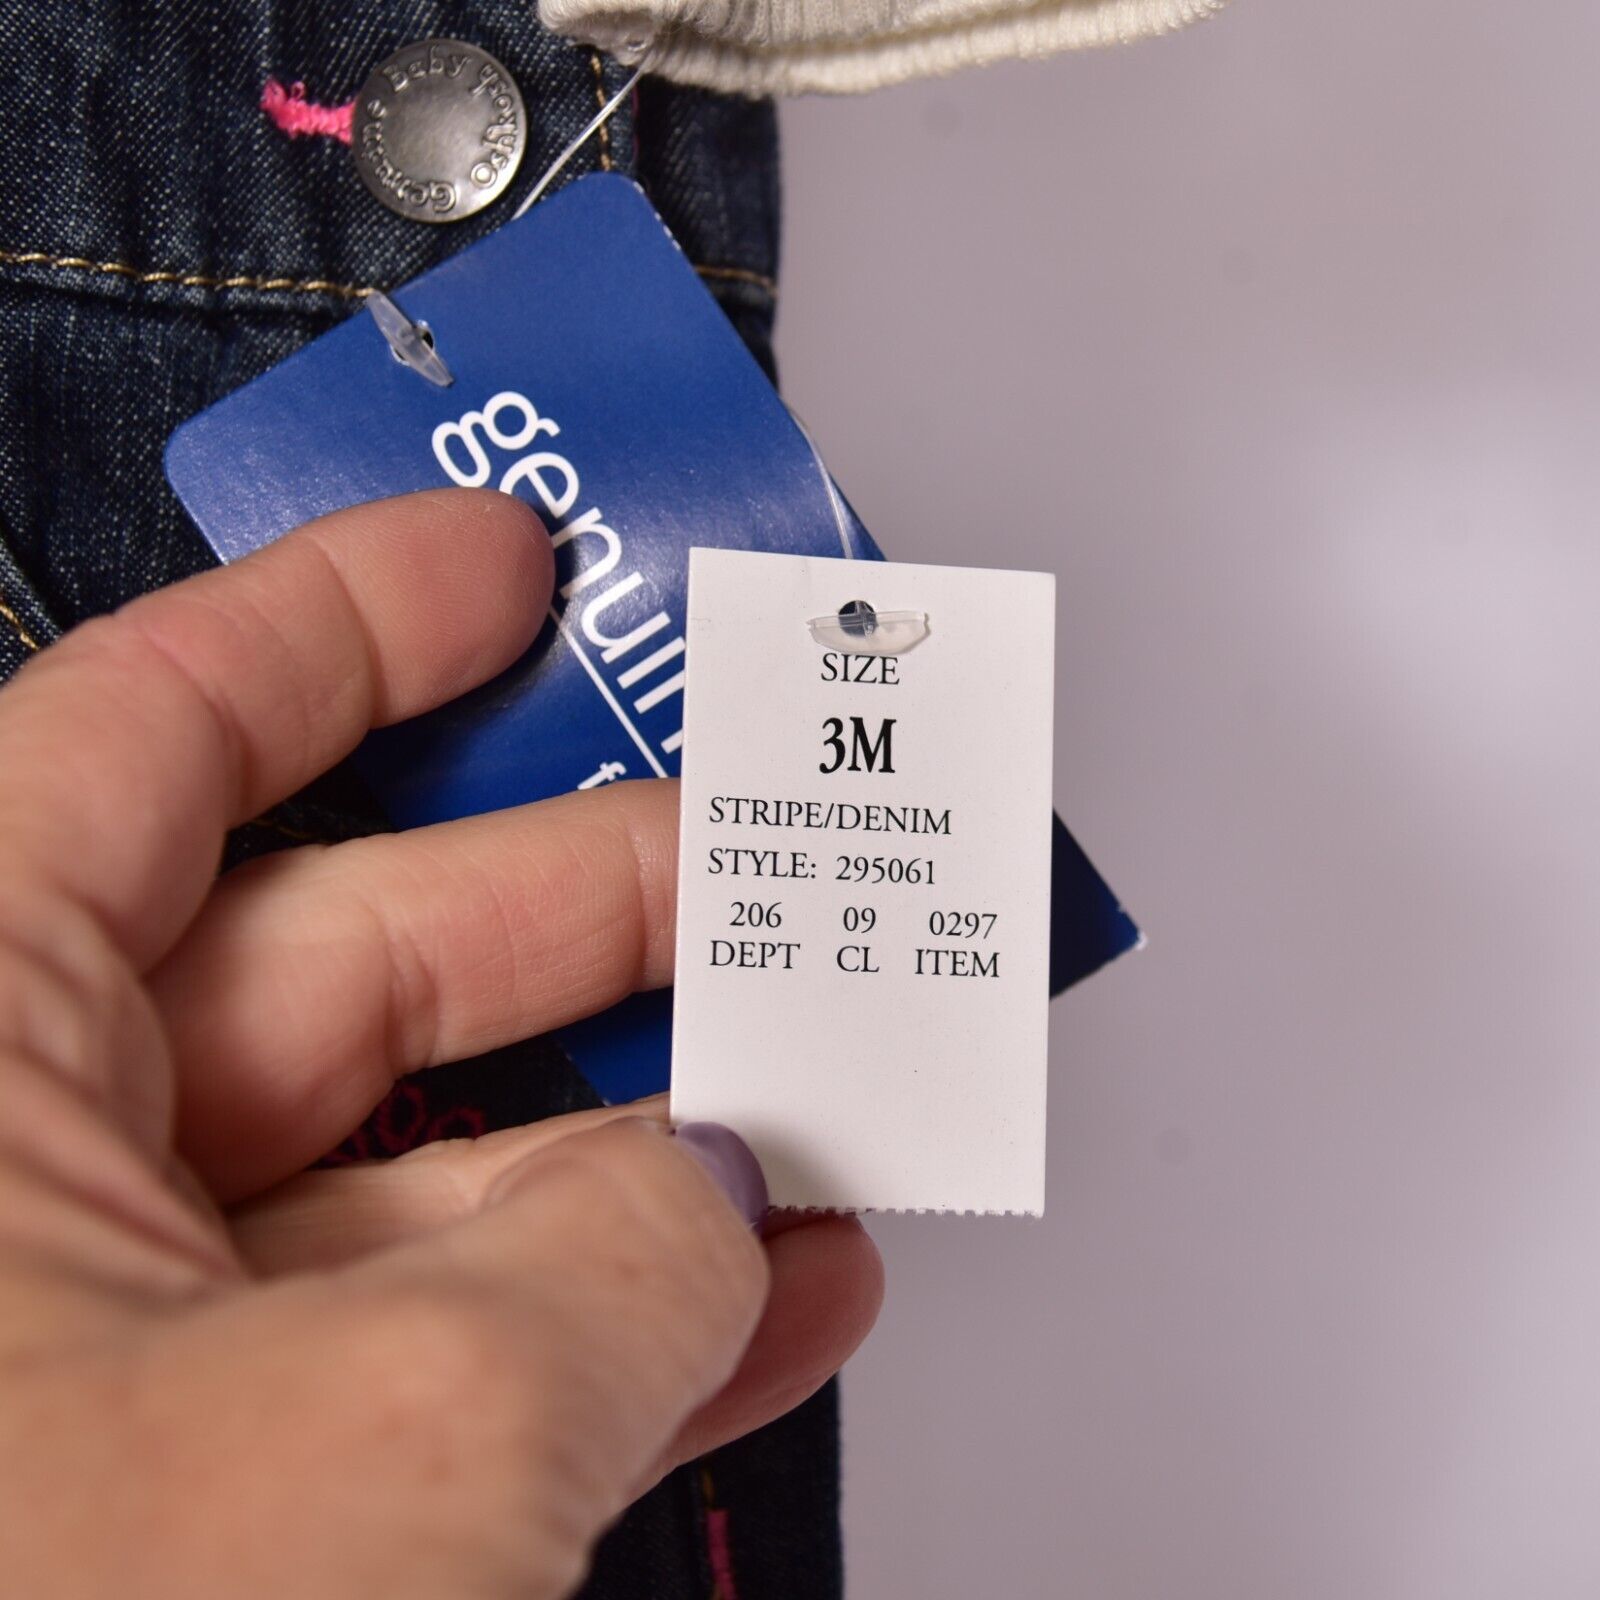 Genuine Baby Oshkosh
genuin
f
SIZE
3M
STRIPE/DENIM
STYLE: 295061
206 09 0297
DEPT CL ITEM